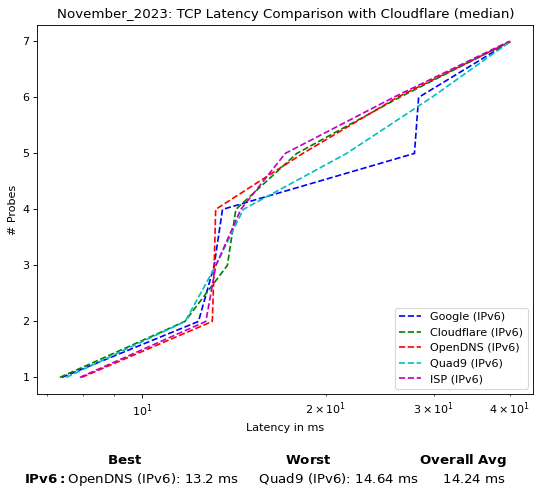 November_2023: TCP Latency Comparison with Cloudflare (median)
7
6
5
4
3
2
1
# Probes
Google (IPv6)
Cloudflare (IPv6)
OpenDNS (IPv6)
Quad9 (IPv6)
ISP (IPv6)
10¹ 2 × 10¹ 3 × 10¹ 4 × 10¹
Latency in ms
Best Worst Overall Avg
IPv6: OpenDNS (IPv6): 13.2 ms Quad9 (IPv6): 14.64 ms 14.24 ms